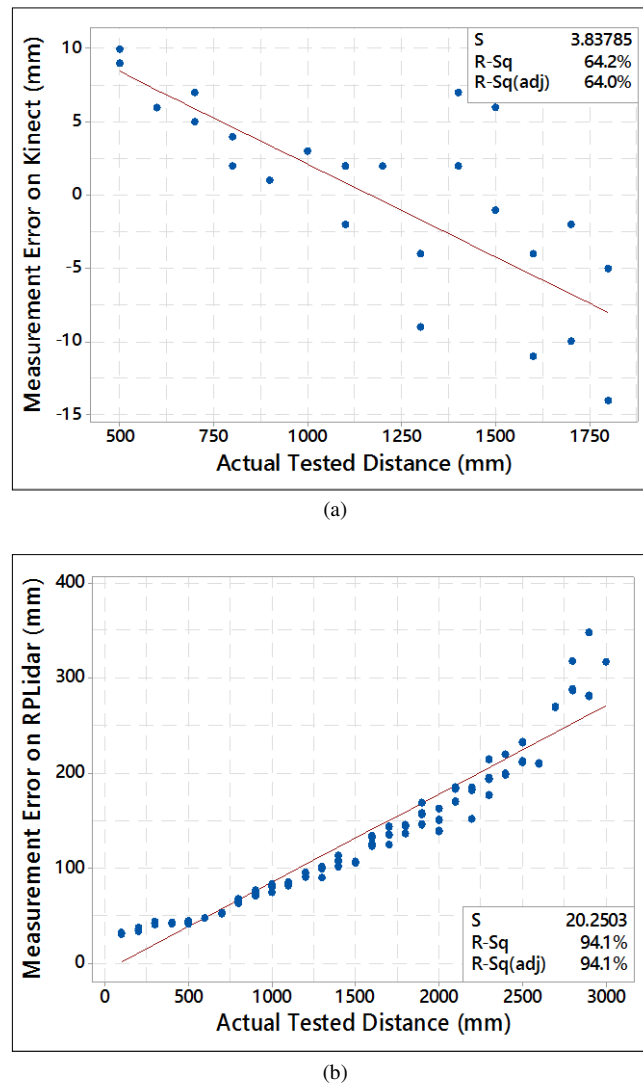 S 3.83785
R-Sq 64.2%
R-Sq(adj) 64.0%
Measurement Error on Kinect (mm)
10
5
0
-5
-10
-15
500 750 1000 1250 1500 1750
Actual Tested Distance (mm)
(a)
Measurement Error on RPLidar (mm)
400
300
200
100
0
S 20.2503
R-Sq 94.1%
R-Sq(adj) 94.1%
0 500 1000 1500 2000 2500 3000
Actual Tested Distance (mm)
(b)